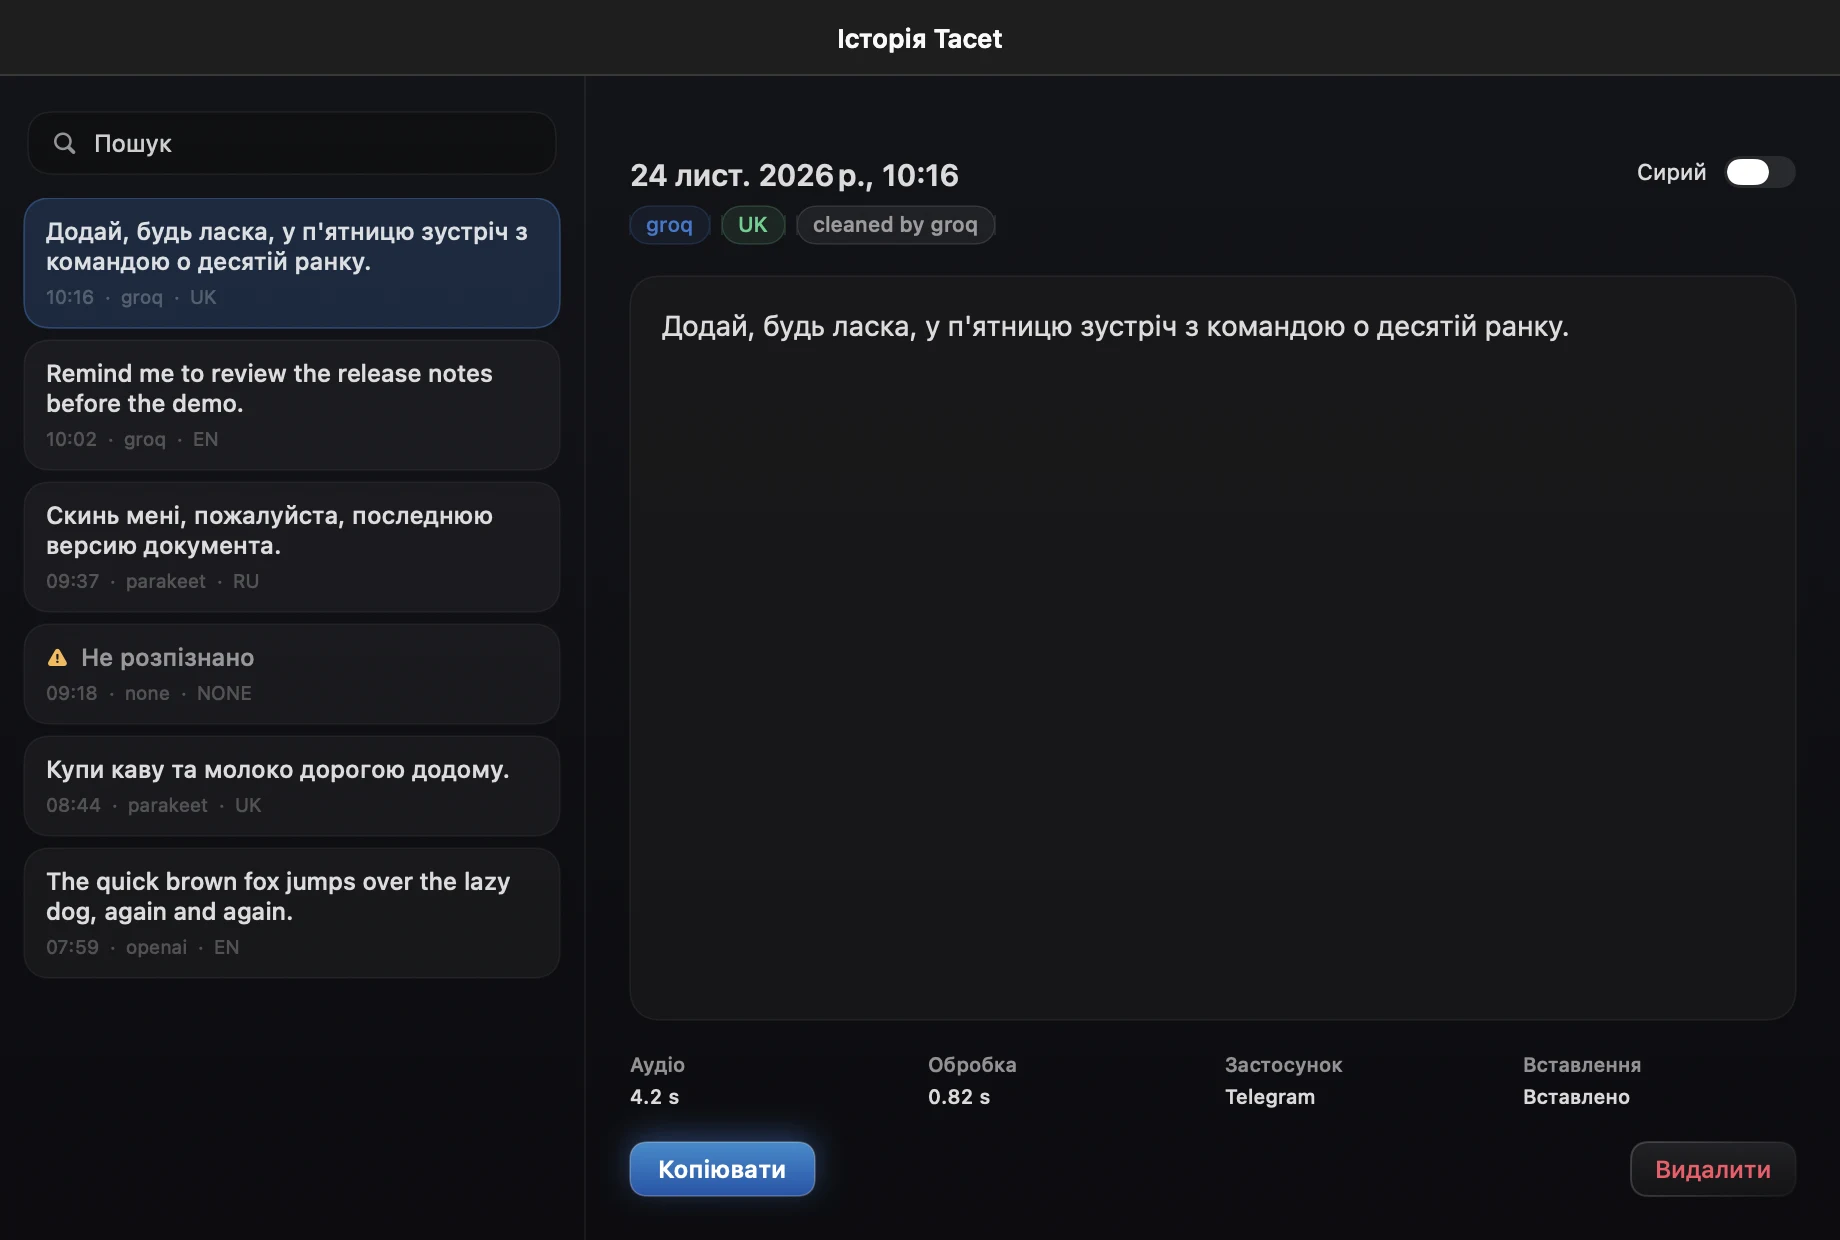 Історія Tacet
Пошук
Додай, будь ласка, у п'ятницю зустріч з
командою о десятій ранку.
10:16 · groq · UK
Remind me to review the release notes
before the demo.
10:02 · groq · EN
Скинь мені, пожалуйста, последнюю
версию документа.
09:37 · parakeet · RU
Не розпізнано
09:18 · none · NONE
Купи каву та молоко дорогою додому.
08:44 · parakeet · UK
The quick brown fox jumps over the lazy
dog, again and again.
07:59 · openai · EN
24 лист. 2026 р., 10:16
Сирий
groq UK cleaned by groq
Додай, будь ласка, у п'ятницю зустріч з командою о десятій ранку.
Аудіо Обробка Застосунок Вставлення
4.2 s 0.82 s Telegram Вставлено
Копіювати Видалити